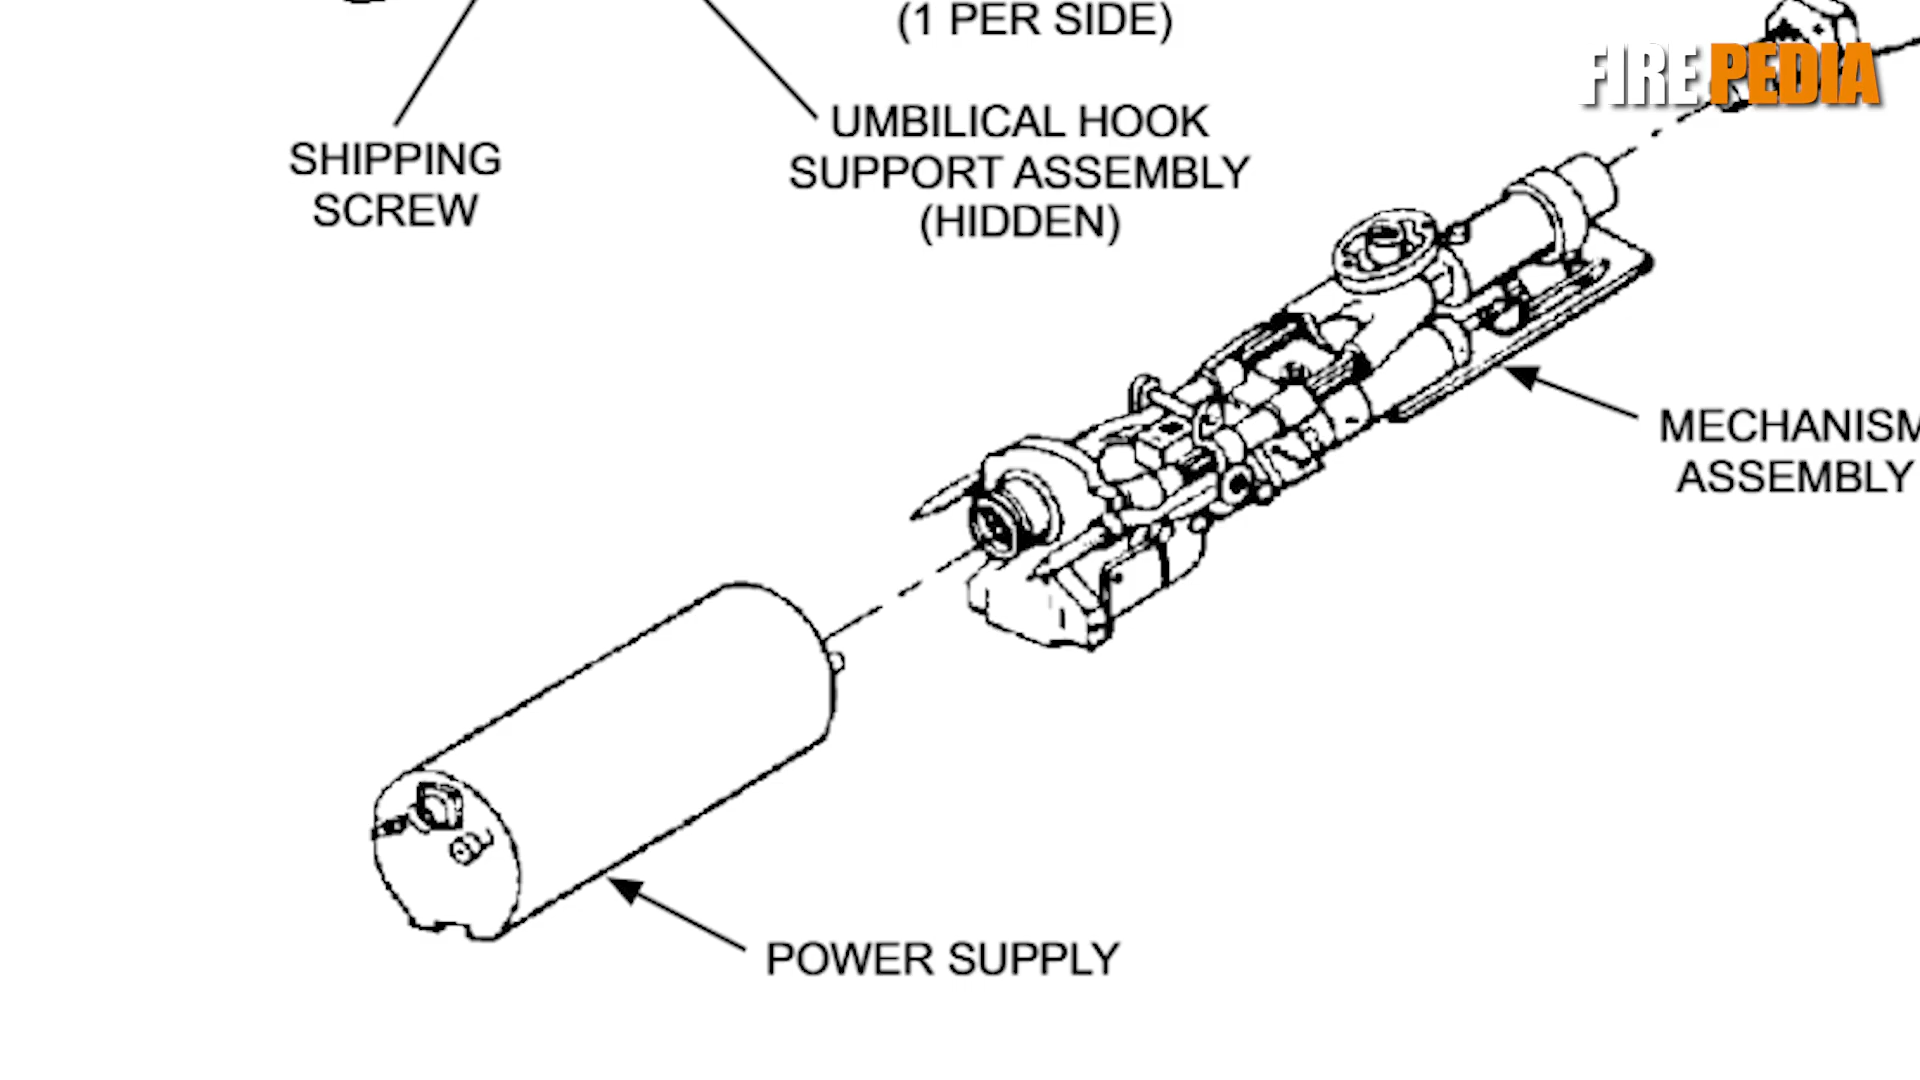 (1 PER SIDE)
FIREPEDIA
UMBILICAL HOOK
SUPPORT ASSEMBLY
(HIDDEN)
SHIPPING
SCREW
MECHANISM
ASSEMBLY
POWER SUPPLY